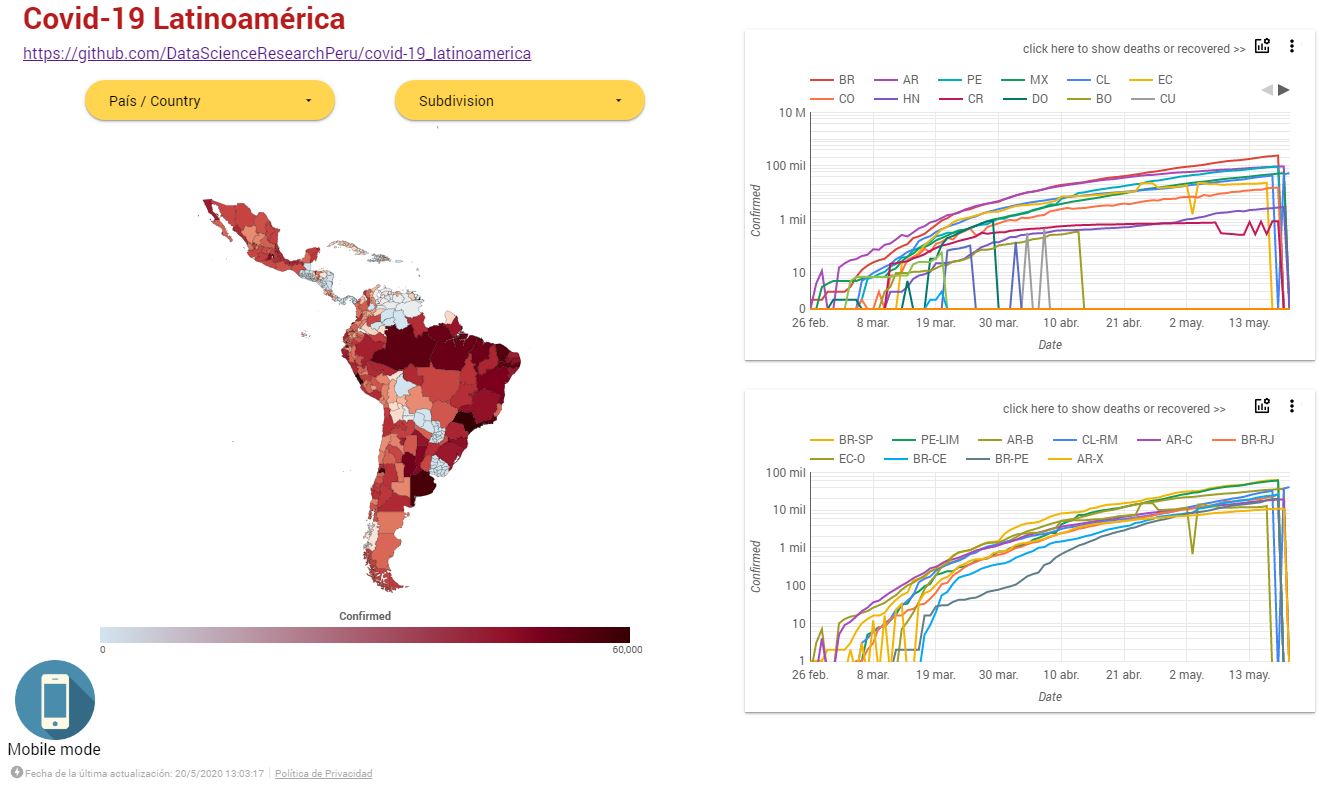 Covid-19 Latinoamérica
https://github.com/DataScienceResearchPeru/covid-19_latinoamerica
País / Country
Subdivision
Confirmed
0
60,000
Mobile mode
Fecha de la última actualización: 20/5/2020 13:03:17
Política de Privacidad
click here to show deaths or recovered >>
BR AR PE MX CL EC
CO HN CR DO BO CU
10 M
100 mil
1 mil
10
0
Confirmed
26 feb. 8 mar. 19 mar. 30 mar. 10 abr. 21 abr. 2 may. 13 may.
Date
click here to show deaths or recovered >>
BR-SP PE-LIM AR-B CL-RM AR-C BR-RJ
EC-O BR-CE BR-PE AR-X
100 mil
10 mil
1 mil
100
10
1
Confirmed
26 feb. 8 mar. 19 mar. 30 mar. 10 abr. 21 abr. 2 may. 13 may.
Date